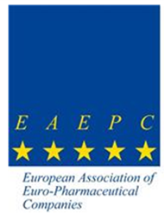 E A E P C
European Association of
Euro-Pharmaceutical
Companies